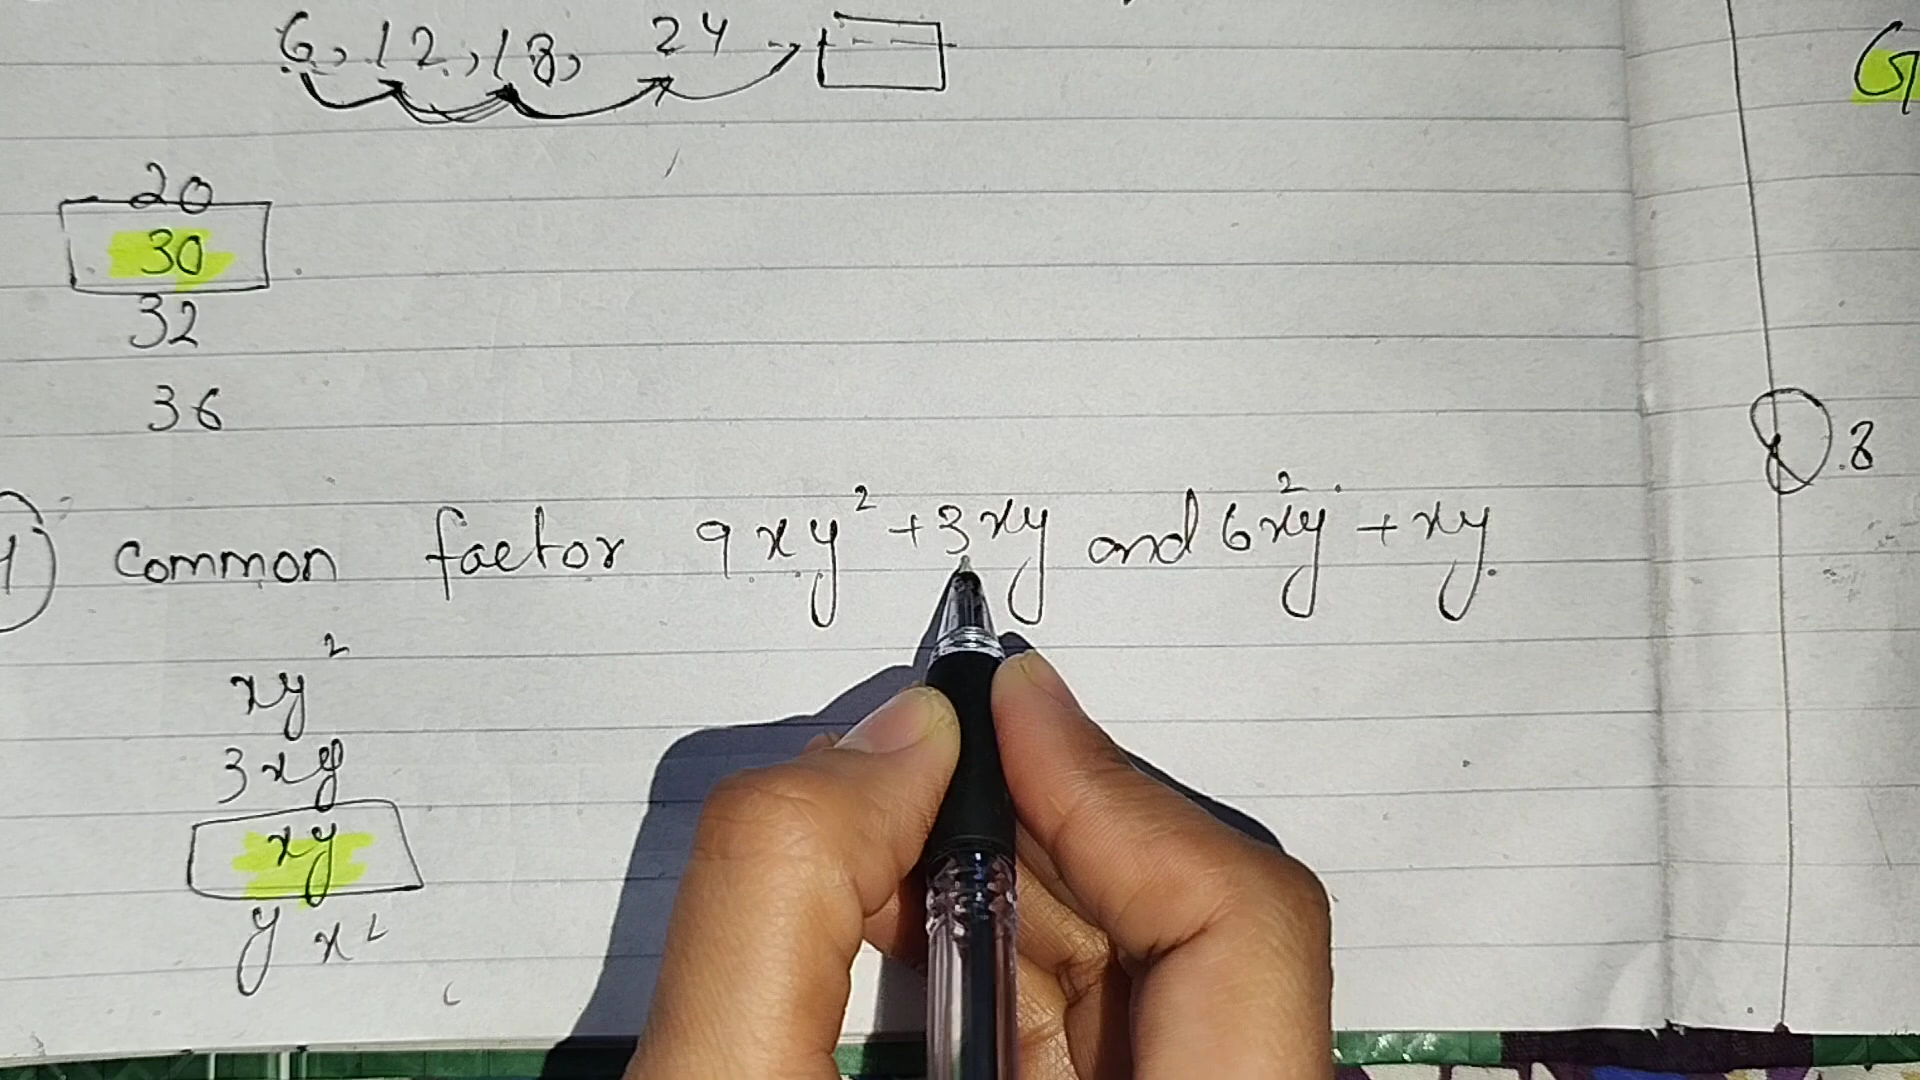 6, 12, 18, 24
20
30
32
36
1) common factor 9xy² + 3xy and 6x²y + xy.
xy²
3xy
xy
yx²
G
Q.8